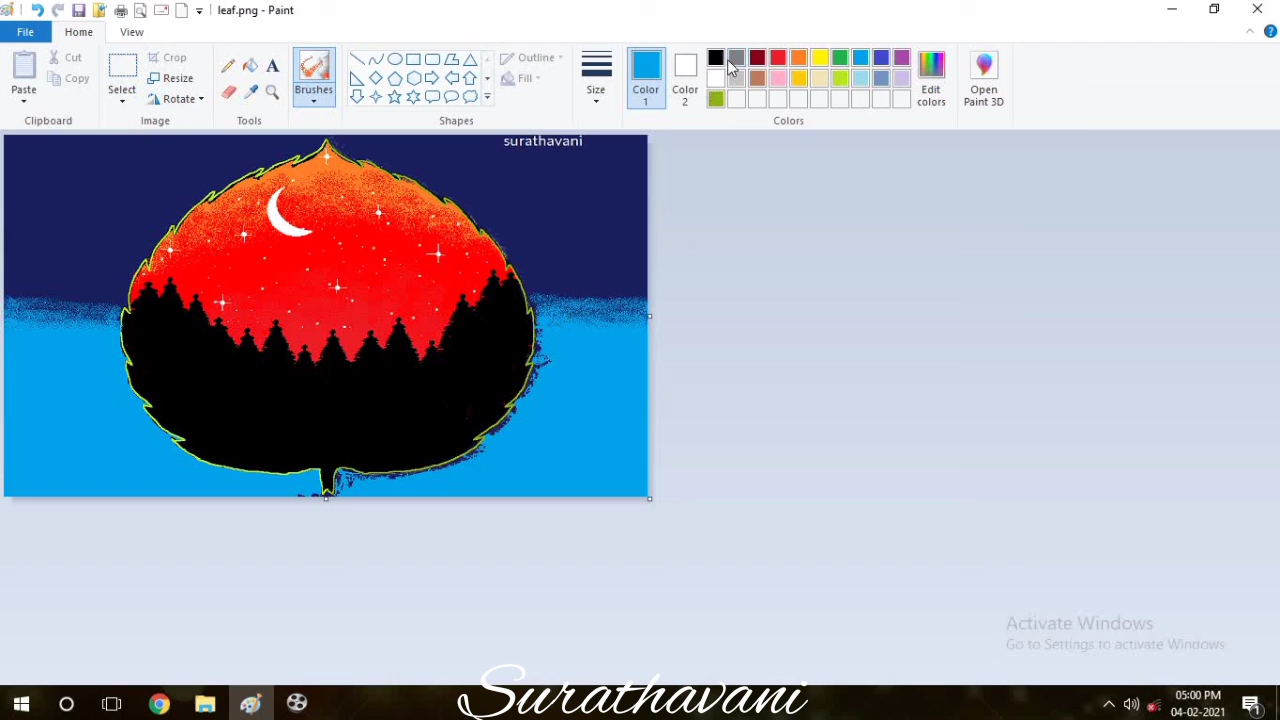 leaf.png - Paint
File Home View
Paste
Cut
Copy
Clipboard
Select
Crop
Resize
Rotate
Image
A
Tools
Brushes
Outline
Fill
Shapes
Size
Color 1
Color 2
Edit colors
Colors
Open Paint 3D
surathavani
Activate Windows
Go to Settings to activate Windows.
Surathavani
05:00 PM
04-02-2021
1